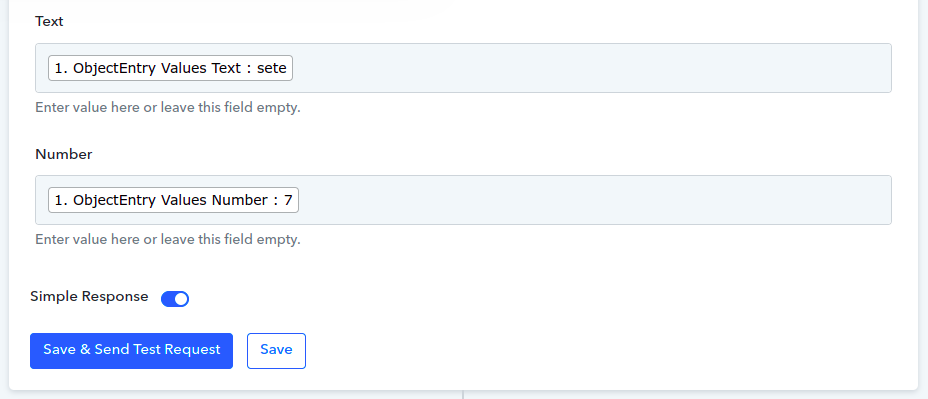 Text
1. ObjectEntry Values Text : sete
Enter value here or leave this field empty.
Number
1. ObjectEntry Values Number : 7
Enter value here or leave this field empty.
Simple Response
Save & Send Test Request
Save